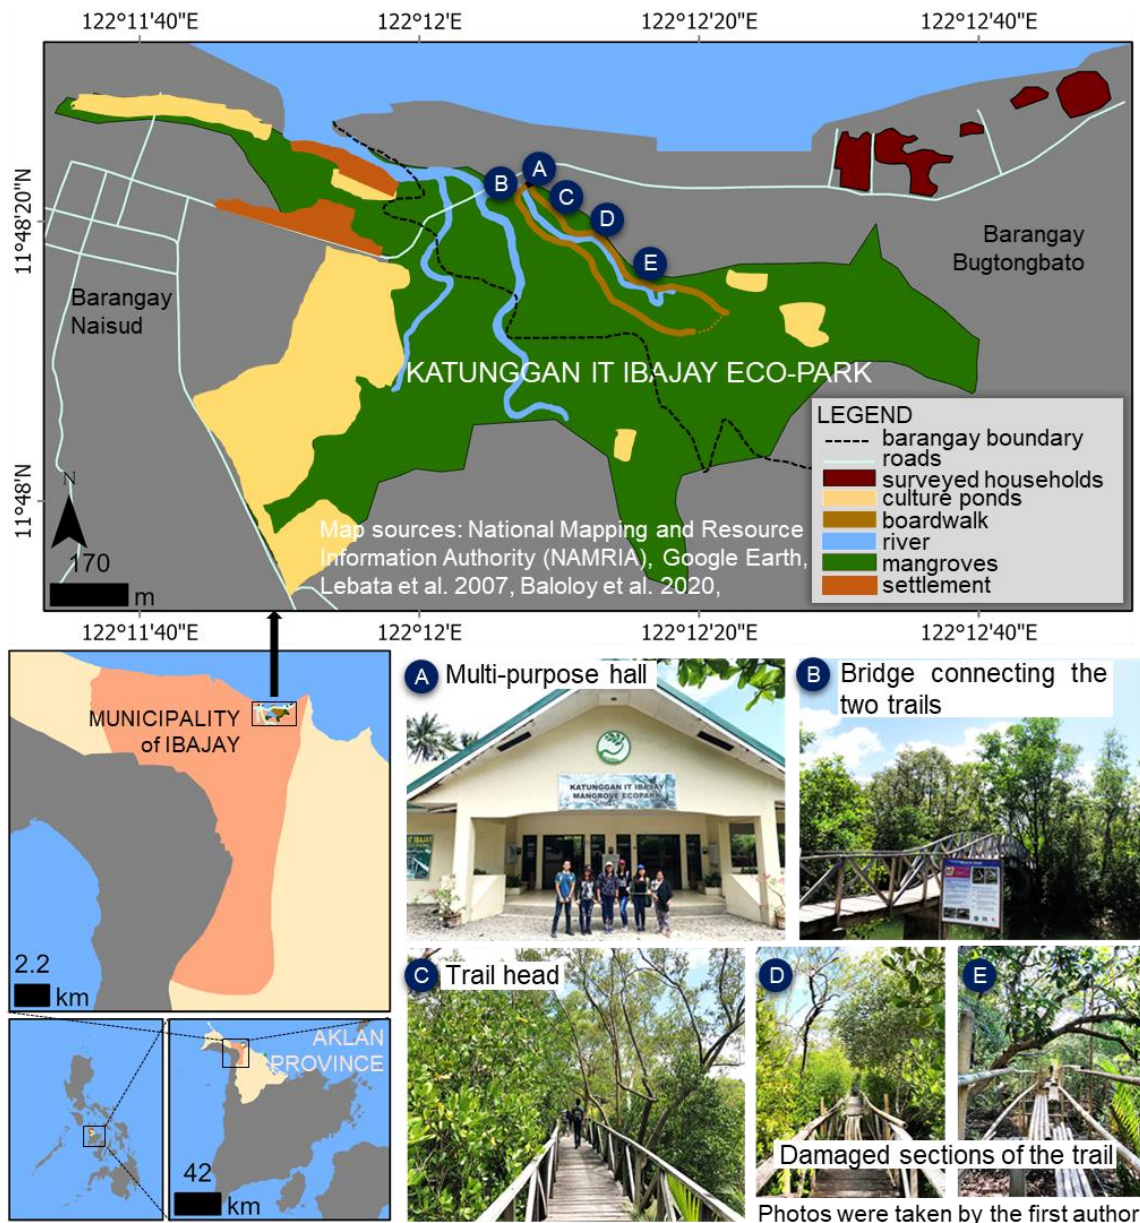 122°11'40"E
122°12'E
122°12'20"E
122°12'40"E
11°48'20"N
11°48'N
A
B
C
D
E
Barangay
Bugtongbato
Barangay
Naisud
KATUNGGAN IT IBAJAY ECO-PARK
LEGEND
barangay boundary
roads
surveyed households
culture ponds
boardwalk
river
mangroves
settlement
N
170
m
Map sources: National Mapping and Resource
Information Authority (NAMRIA), Google Earth,
Lebata et al. 2007, Baloloy et al. 2020,
122°11'40"E
122°12'E
122°12'20"E
122°12'40"E
MUNICIPALITY
of IBAJAY
2.2
km
AKLAN
PROVINCE
42
km
A Multi-purpose hall
KATUNGGAN IT IBAJAY
MANGROVE ECOPARK
B Bridge connecting the
two trails
C Trail head
D
E
Damaged sections of the trail
Photos were taken by the first author